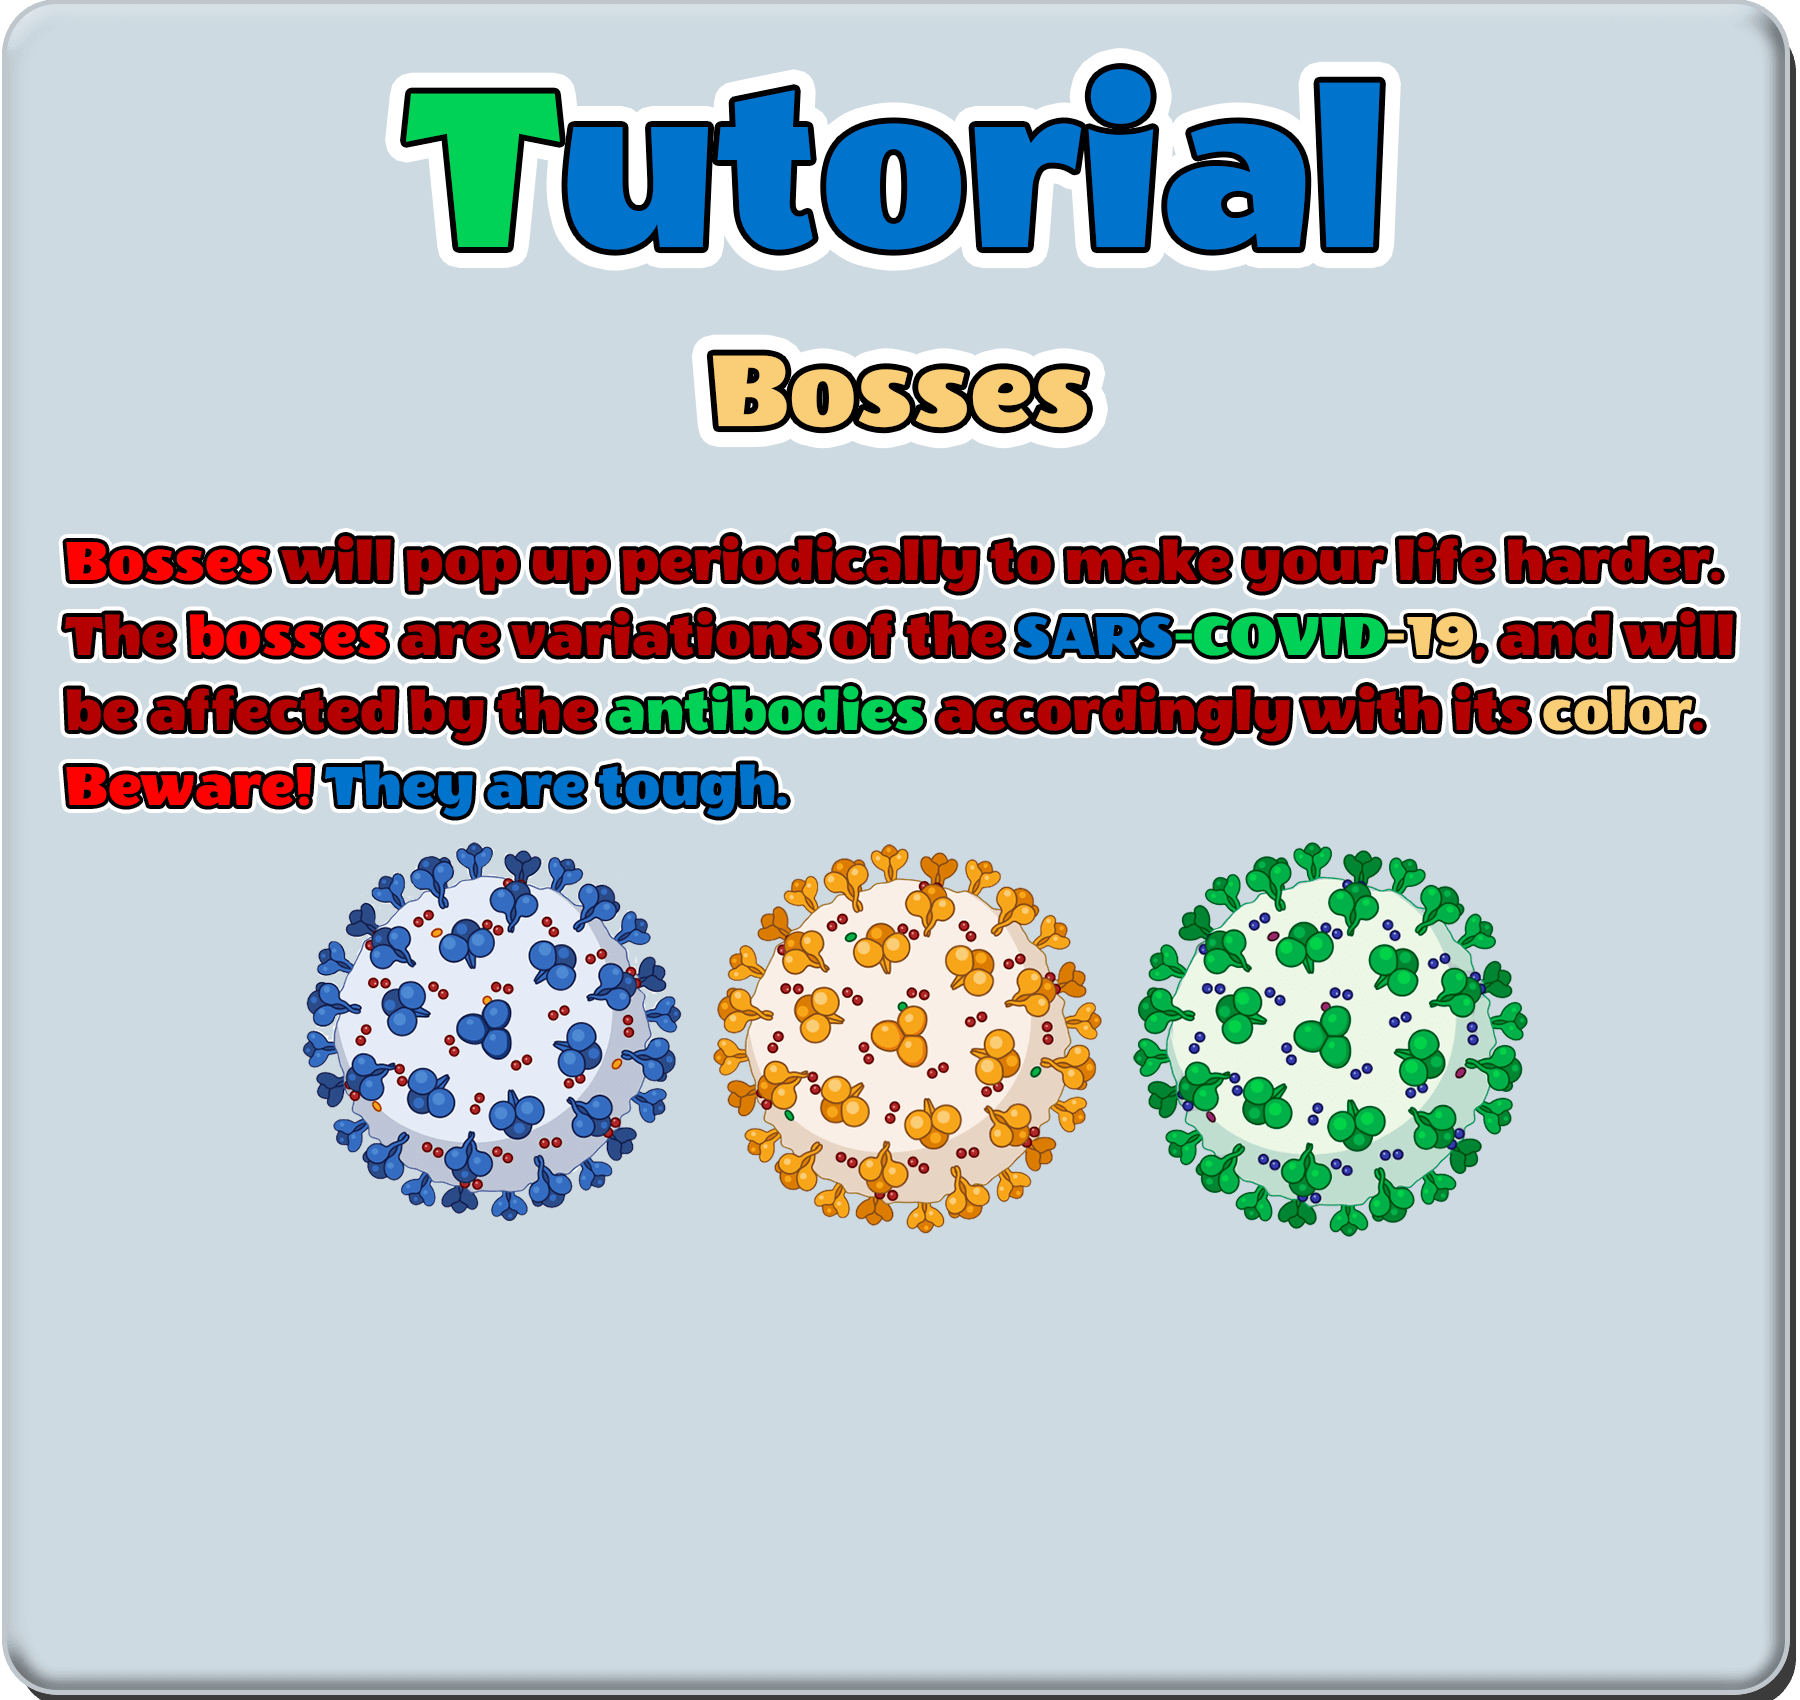 Tutorial
Bosses
Bosses will pop up periodically to make your life harder.
The bosses are variations of the SARS-COVID-19, and will
be affected by the antibodies accordingly with its color.
Beware! They are tough.